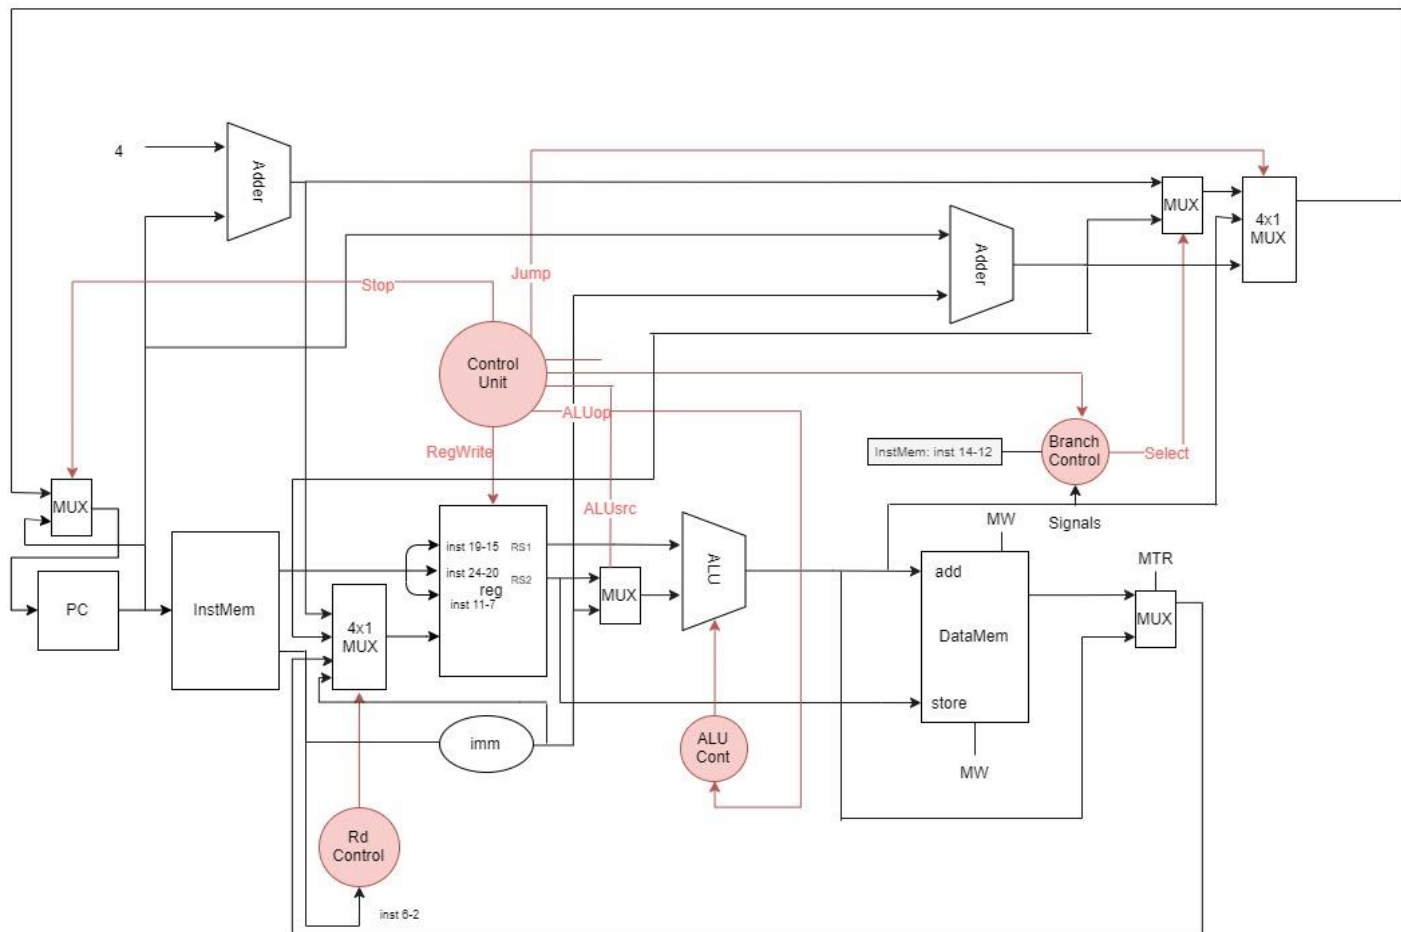 4
Adder
MUX
4x1
MUX
Adder
Jump
Stop
Control
Unit
ALUop
Branch
Control
InstMem: inst 14-12
Select
RegWrite
MUX
ALUsrc
MW
Signals
inst 19-15
RS1
ALU
inst 24-20
RS2
reg
inst 11-7
add
MTR
PC
InstMem
MUX
MUX
4x1
MUX
DataMem
store
imm
ALU
Cont
MW
Rd
Control
inst 6-2